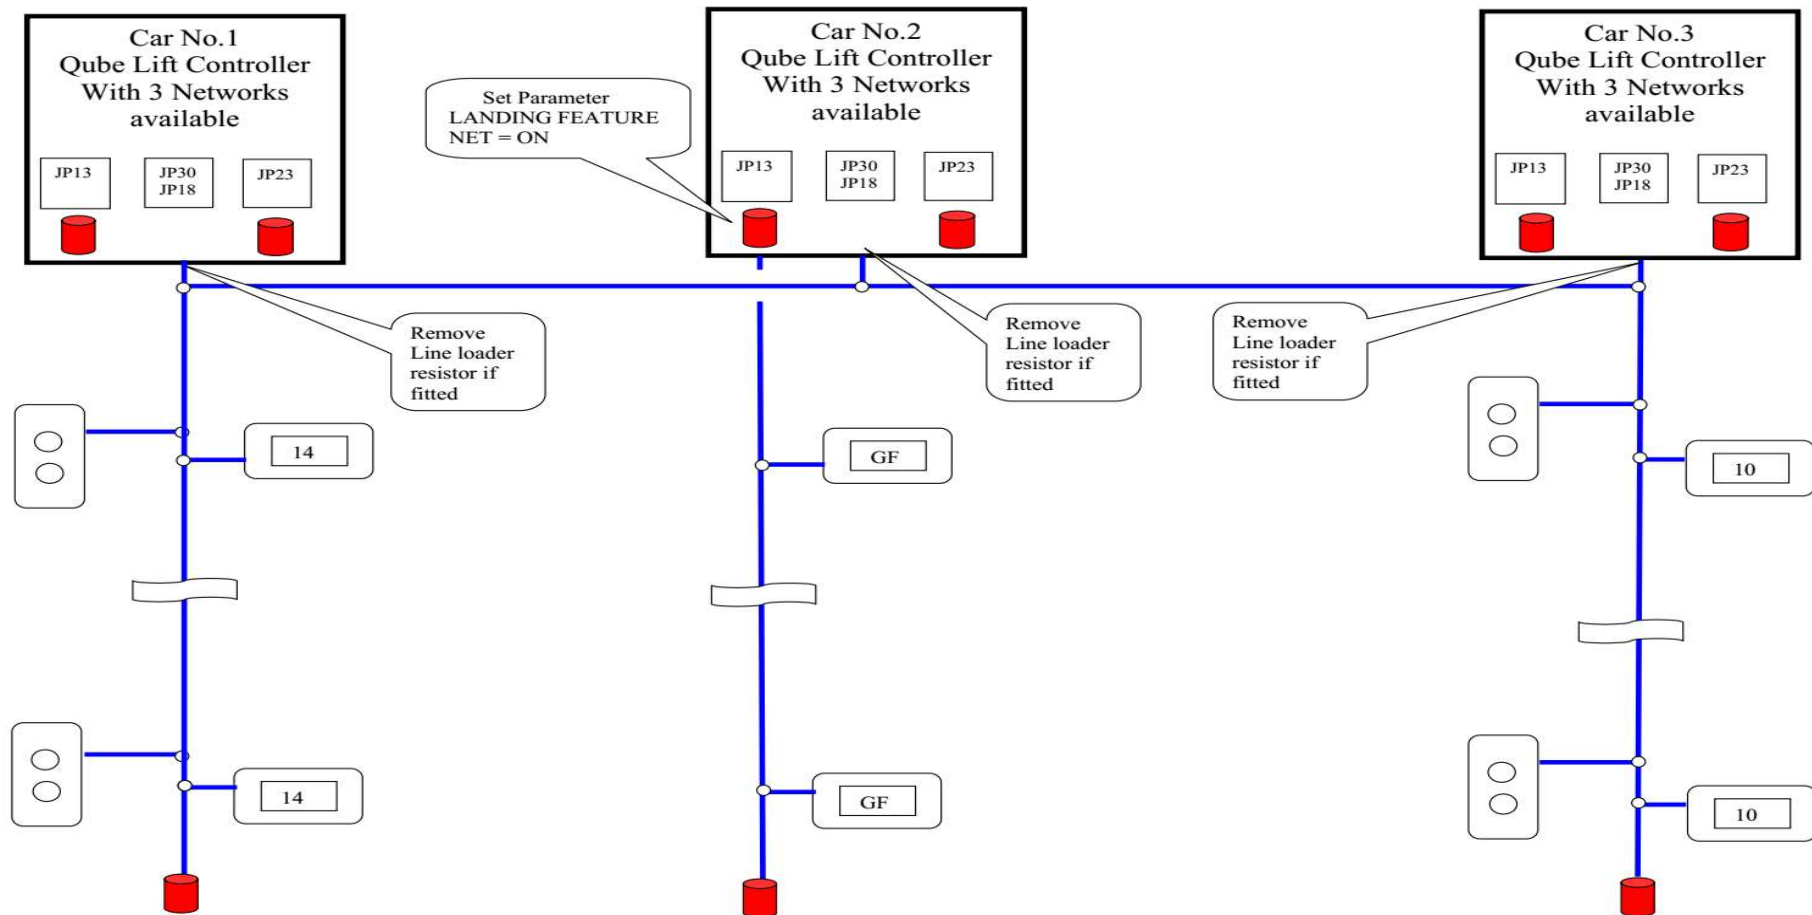 Car No.1
Qube Lift Controller
With 3 Networks
available
JP13
JP30
JP18
JP23
Set Parameter
LANDING FEATURE
NET = ON
Car No.2
Qube Lift Controller
With 3 Networks
available
JP13
JP30
JP18
JP23
Car No.3
Qube Lift Controller
With 3 Networks
available
JP13
JP30
JP18
JP23
Remove
Line loader
resistor if
fitted
Remove
Line loader
resistor if
fitted
Remove
Line loader
resistor if
fitted
14
GF
10
14
GF
10